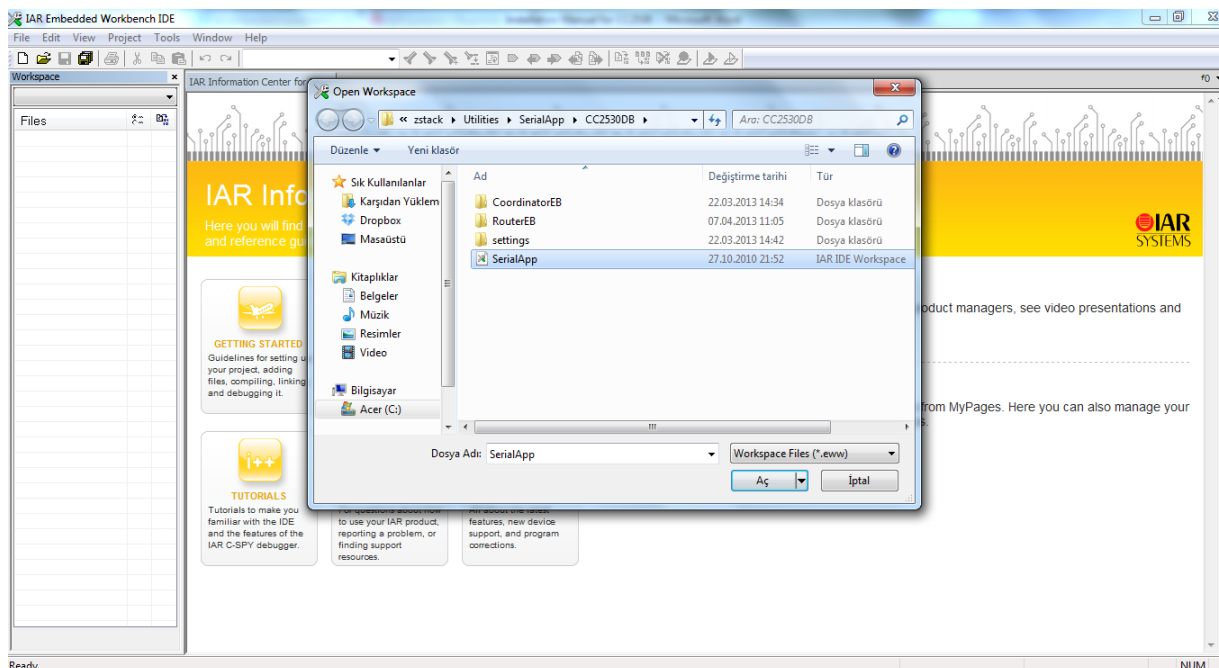 IAR Embedded Workbench IDE
File Edit View Project Tools Window Help
Workspace
IAR Information Center for
Files
IAR Info
Here you will find
and reference gui
IAR
SYSTEMS
GETTING STARTED
Guidelines for setting u
your project, adding
files, compiling, linking
and debugging it.
oduct managers, see video presentations and
from MyPages. Here you can also manage your
s.
TUTORIALS
Tutorials to make you
familiar with the IDE
and the features of the
IAR C-SPY debugger.
For questions about how
to use your IAR product,
reporting a problem, or
finding support
resources.
All about the latest
features, new device
support, and program
corrections.
Open Workspace
« zstack Utilities SerialApp CC2530DB
Ara: CC2530DB
Düzenle Yeni klasör
Sık Kullanılanlar
Karşıdan Yüklem
Dropbox
Masaüstü
Kitaplıklar
Belgeler
Müzik
Resimler
Video
Bilgisayar
Acer (C:)
Ad Değiştirme tarihi Tür
CoordinatorEB 22.03.2013 14:34 Dosya klasörü
RouterEB 07.04.2013 11:05 Dosya klasörü
settings 22.03.2013 14:42 Dosya klasörü
SerialApp 27.10.2010 21:52 IAR IDE Workspace
Dosya Adı: SerialApp Workspace Files (*.eww)
Aç İptal
Ready NUM